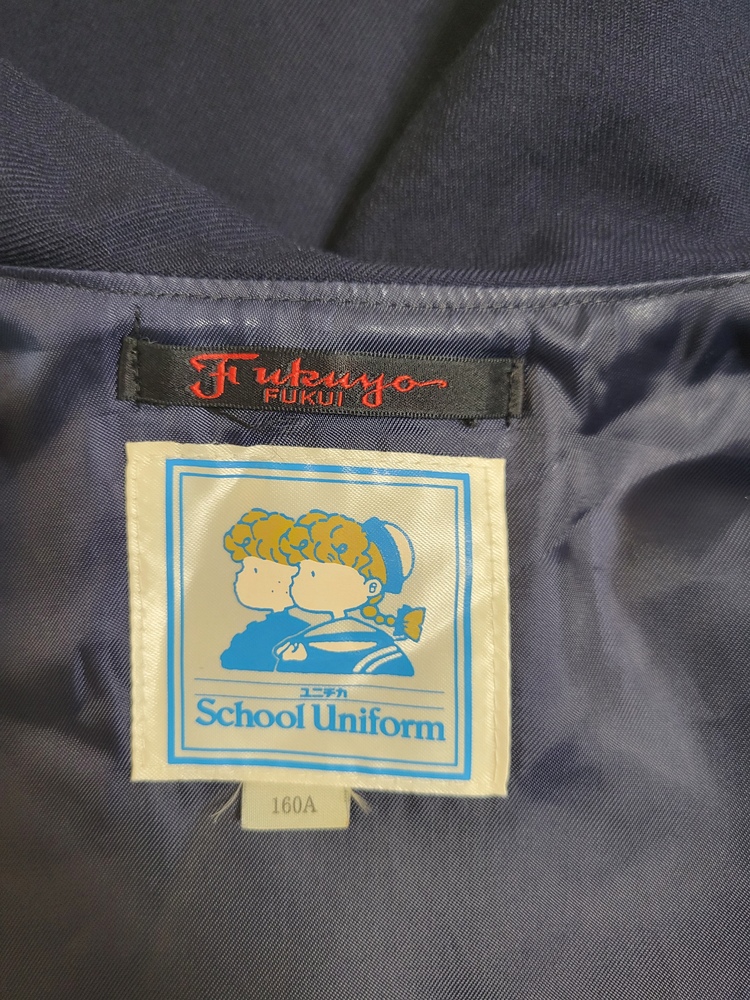 Fukuyo
FUKUI
ユニチカ
School Uniform
160A